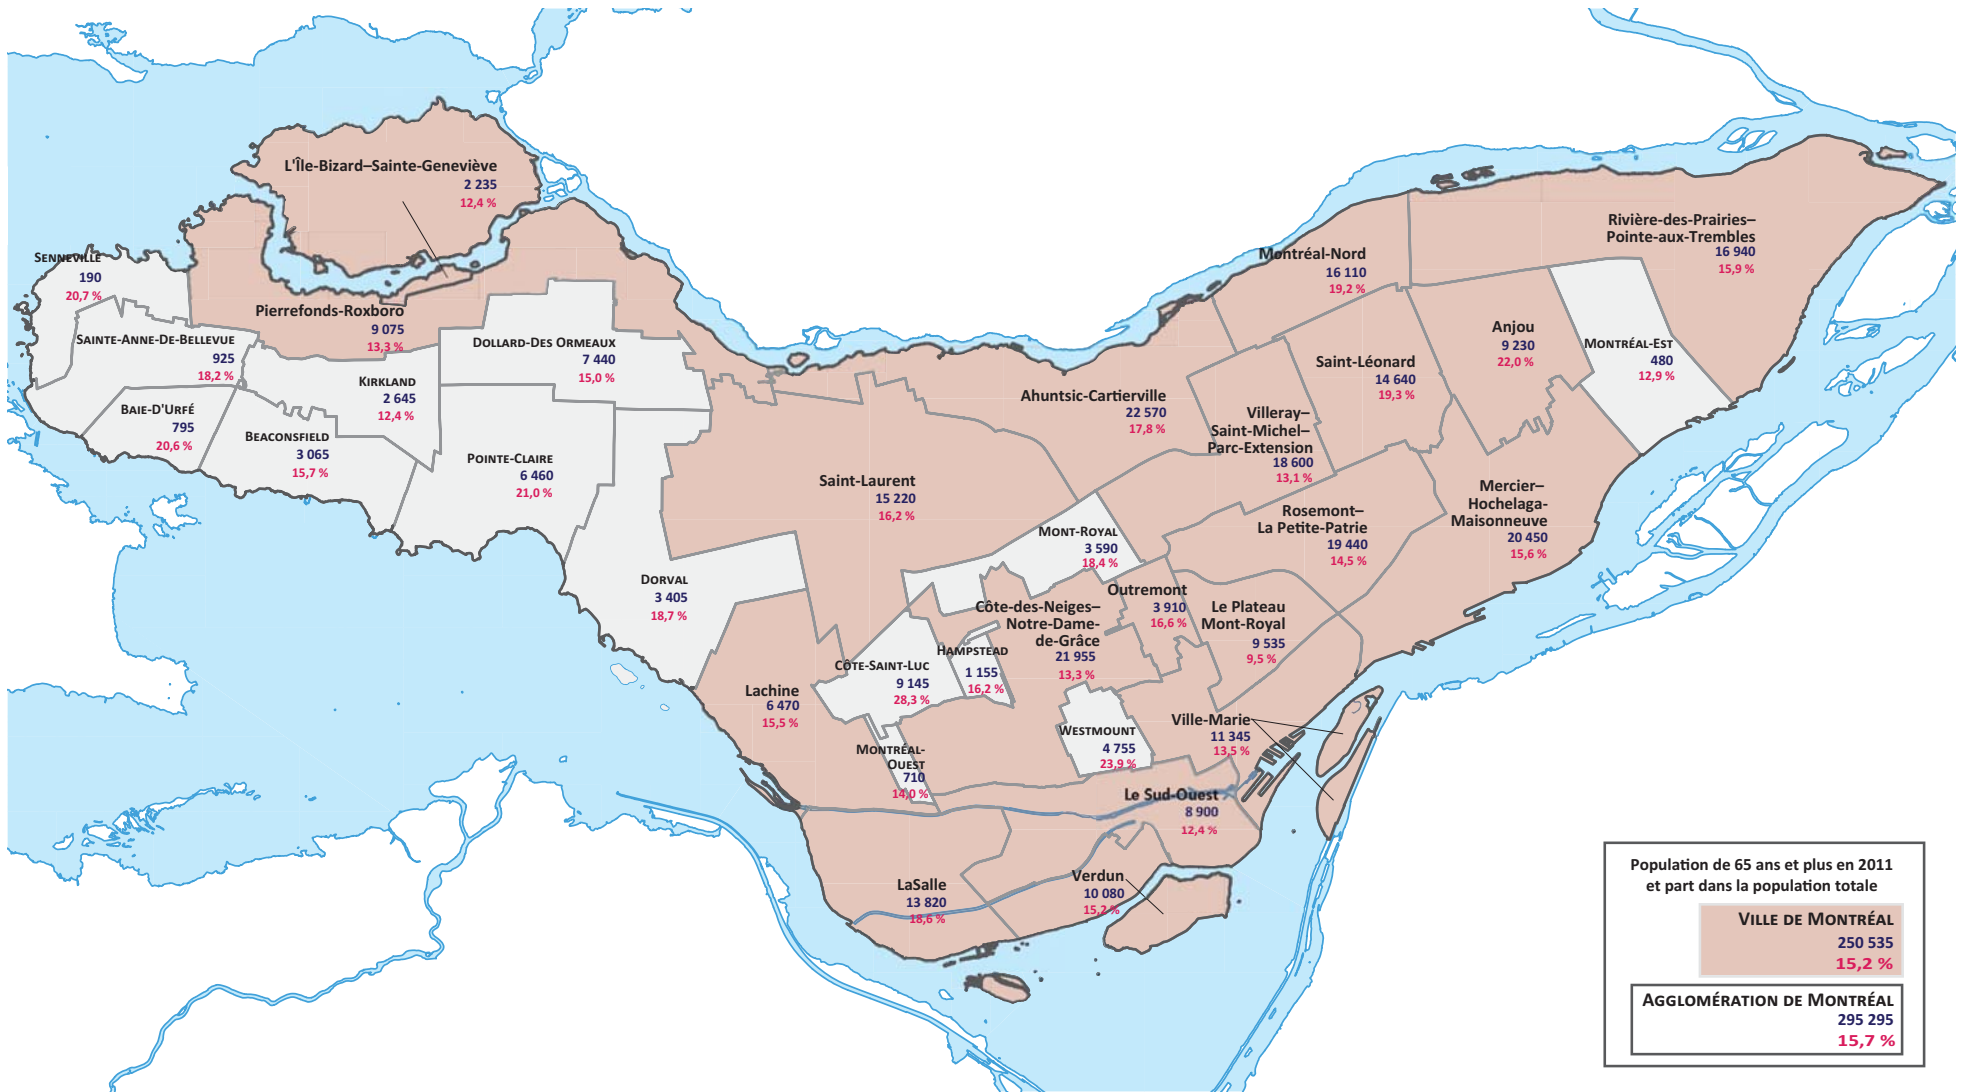 L'Île-Bizard–Sainte-Geneviève
2 235
12,4 %
Senneville
190
20,7 %
Pierrefonds-Roxboro
9 075
13,3 %
Sainte-Anne-De-Bellevue
925
18,2 %
Dollard-Des Ormeaux
7 440
15,0 %
Kirkland
2 645
12,4 %
Baie-D'Urfé
795
20,6 %
Beaconsfield
3 065
15,7 %
Pointe-Claire
6 460
21,0 %
Dorval
3 405
18,7 %
Rivière-des-Prairies–
Pointe-aux-Trembles
16 940
15,9 %
Montréal-Nord
16 110
19,2 %
Anjou
9 230
22,0 %
Montréal-Est
480
12,9 %
Saint-Léonard
14 640
19,3 %
Ahuntsic-Cartierville
22 570
17,8 %
Villeray–
Saint-Michel–
Parc-Extension
18 600
13,1 %
Saint-Laurent
15 220
16,2 %
Mercier–
Hochelaga-
Maisonneuve
20 450
15,6 %
Rosemont–
La Petite-Patrie
19 440
14,5 %
Mont-Royal
3 590
18,4 %
Outremont
3 910
16,6 %
Le Plateau
Mont-Royal
9 535
9,5 %
Côte-des-Neiges–
Notre-Dame-
de-Grâce
21 955
13,3 %
Hampstead
1 155
16,2 %
Côte-Saint-Luc
9 145
28,3 %
Lachine
6 470
15,5 %
Montréal-
Ouest
710
14,0 %
Westmount
4 755
23,9 %
Ville-Marie
11 345
13,5 %
Le Sud-Ouest
8 900
12,4 %
Verdun
10 080
15,2 %
LaSalle
13 820
18,6 %
Population de 65 ans et plus en 2011
et part dans la population totale
Ville de Montréal
250 535
15,2 %
Agglomération de Montréal
295 295
15,7 %